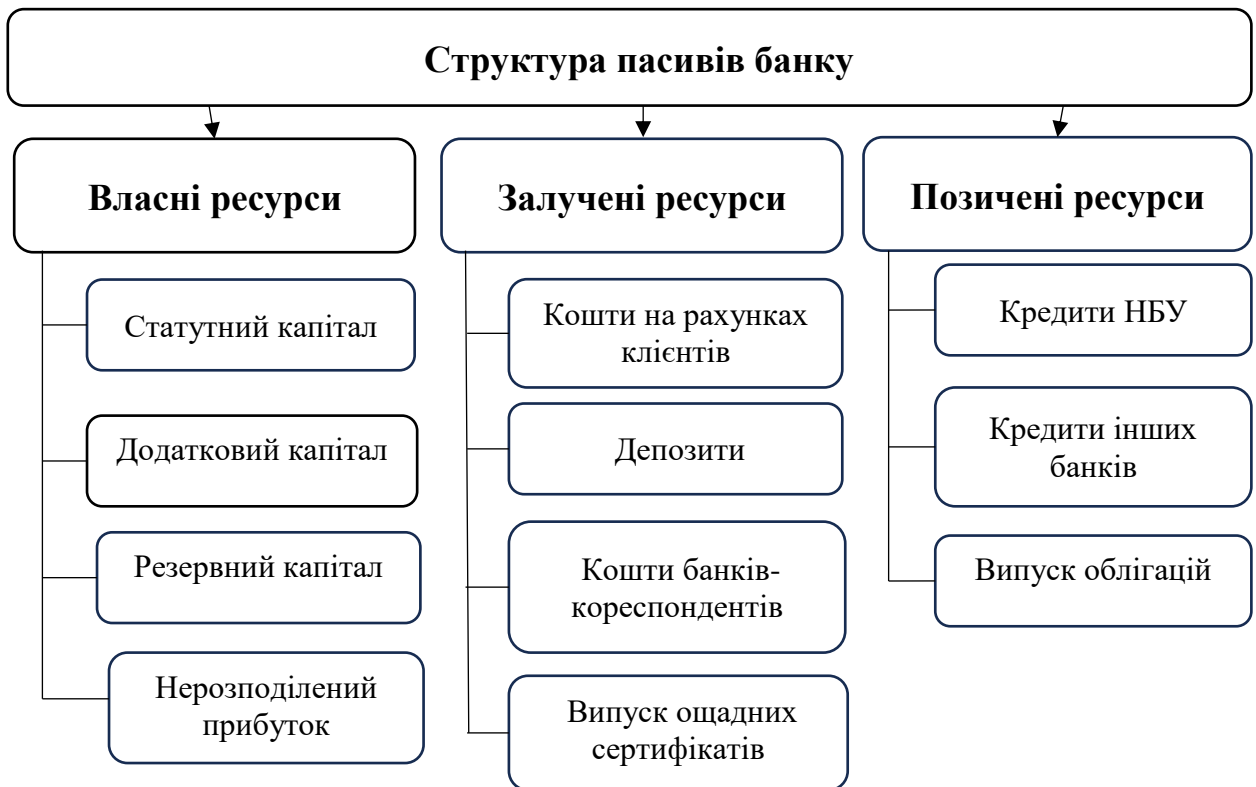 Структура пасивів банку
Власні ресурси
Статутний капітал
Додатковий капітал
Резервний капітал
Нерозподілений
прибуток
Залучені ресурси
Кошти на рахунках
клієнтів
Депозити
Кошти банків-
кореспондентів
Випуск ощадних
сертифікатів
Позичені ресурси
Кредити НБУ
Кредити інших
банків
Випуск облігацій